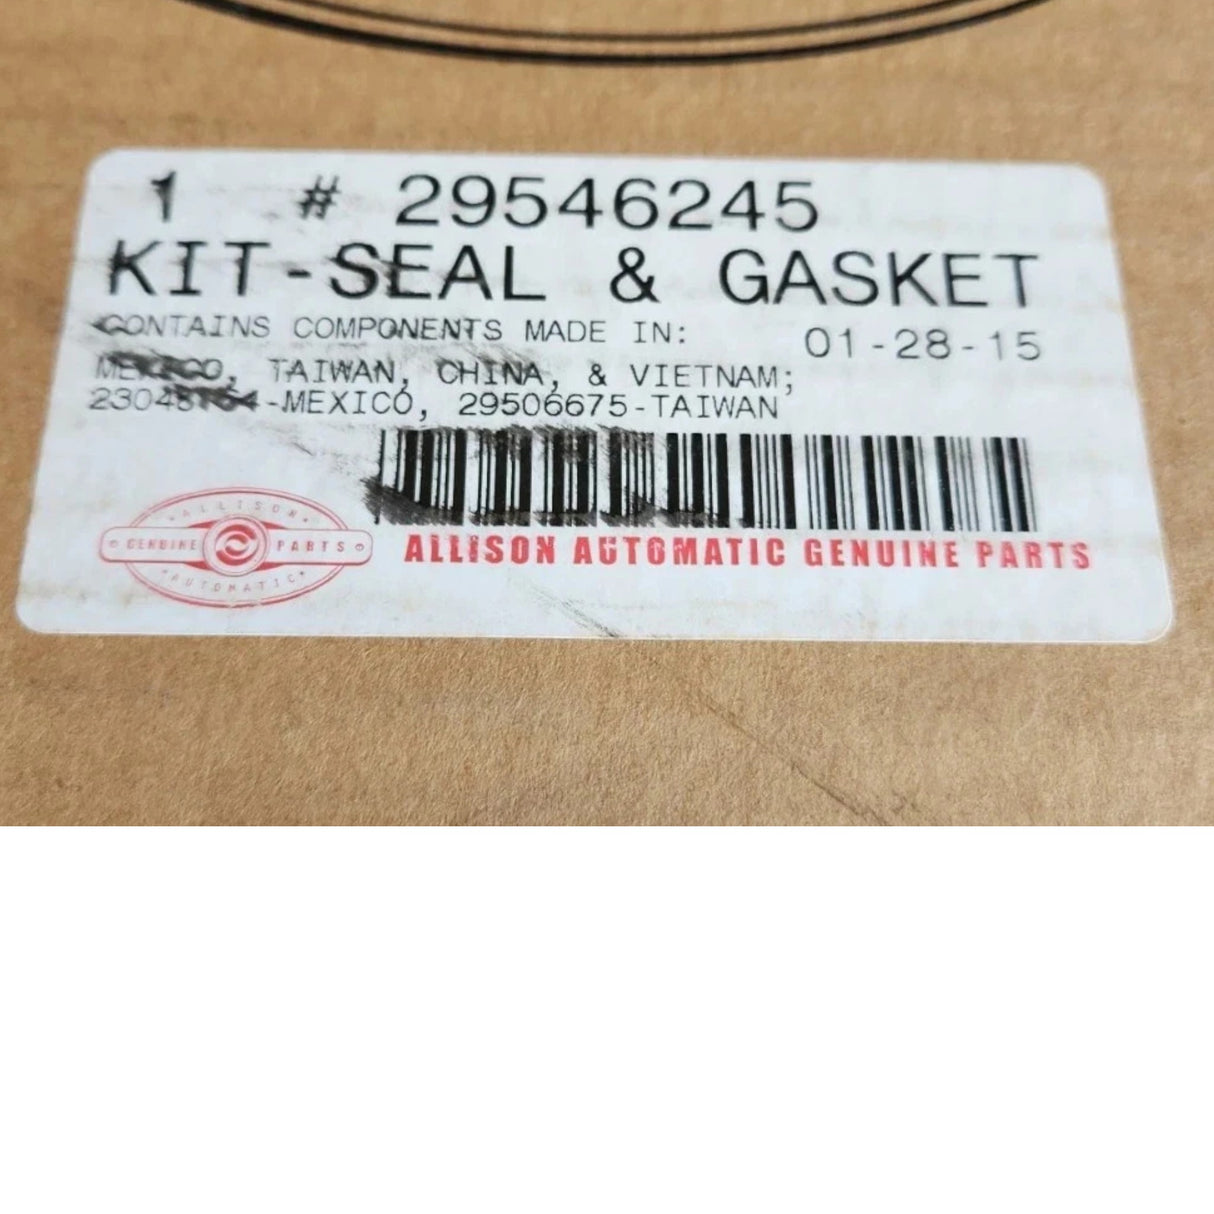 1 # 29546245
KIT-SEAL & GASKET
CONTAINS COMPONENTS MADE IN: 01-28-15
MEXICO, TAIWAN, CHINA, & VIETNAM;
-MEXICO, 29506675-TAIWAN
ALLISON
GENUINE PARTS
AUTOMATIC
ALLISON AUTOMATIC GENUINE PARTS